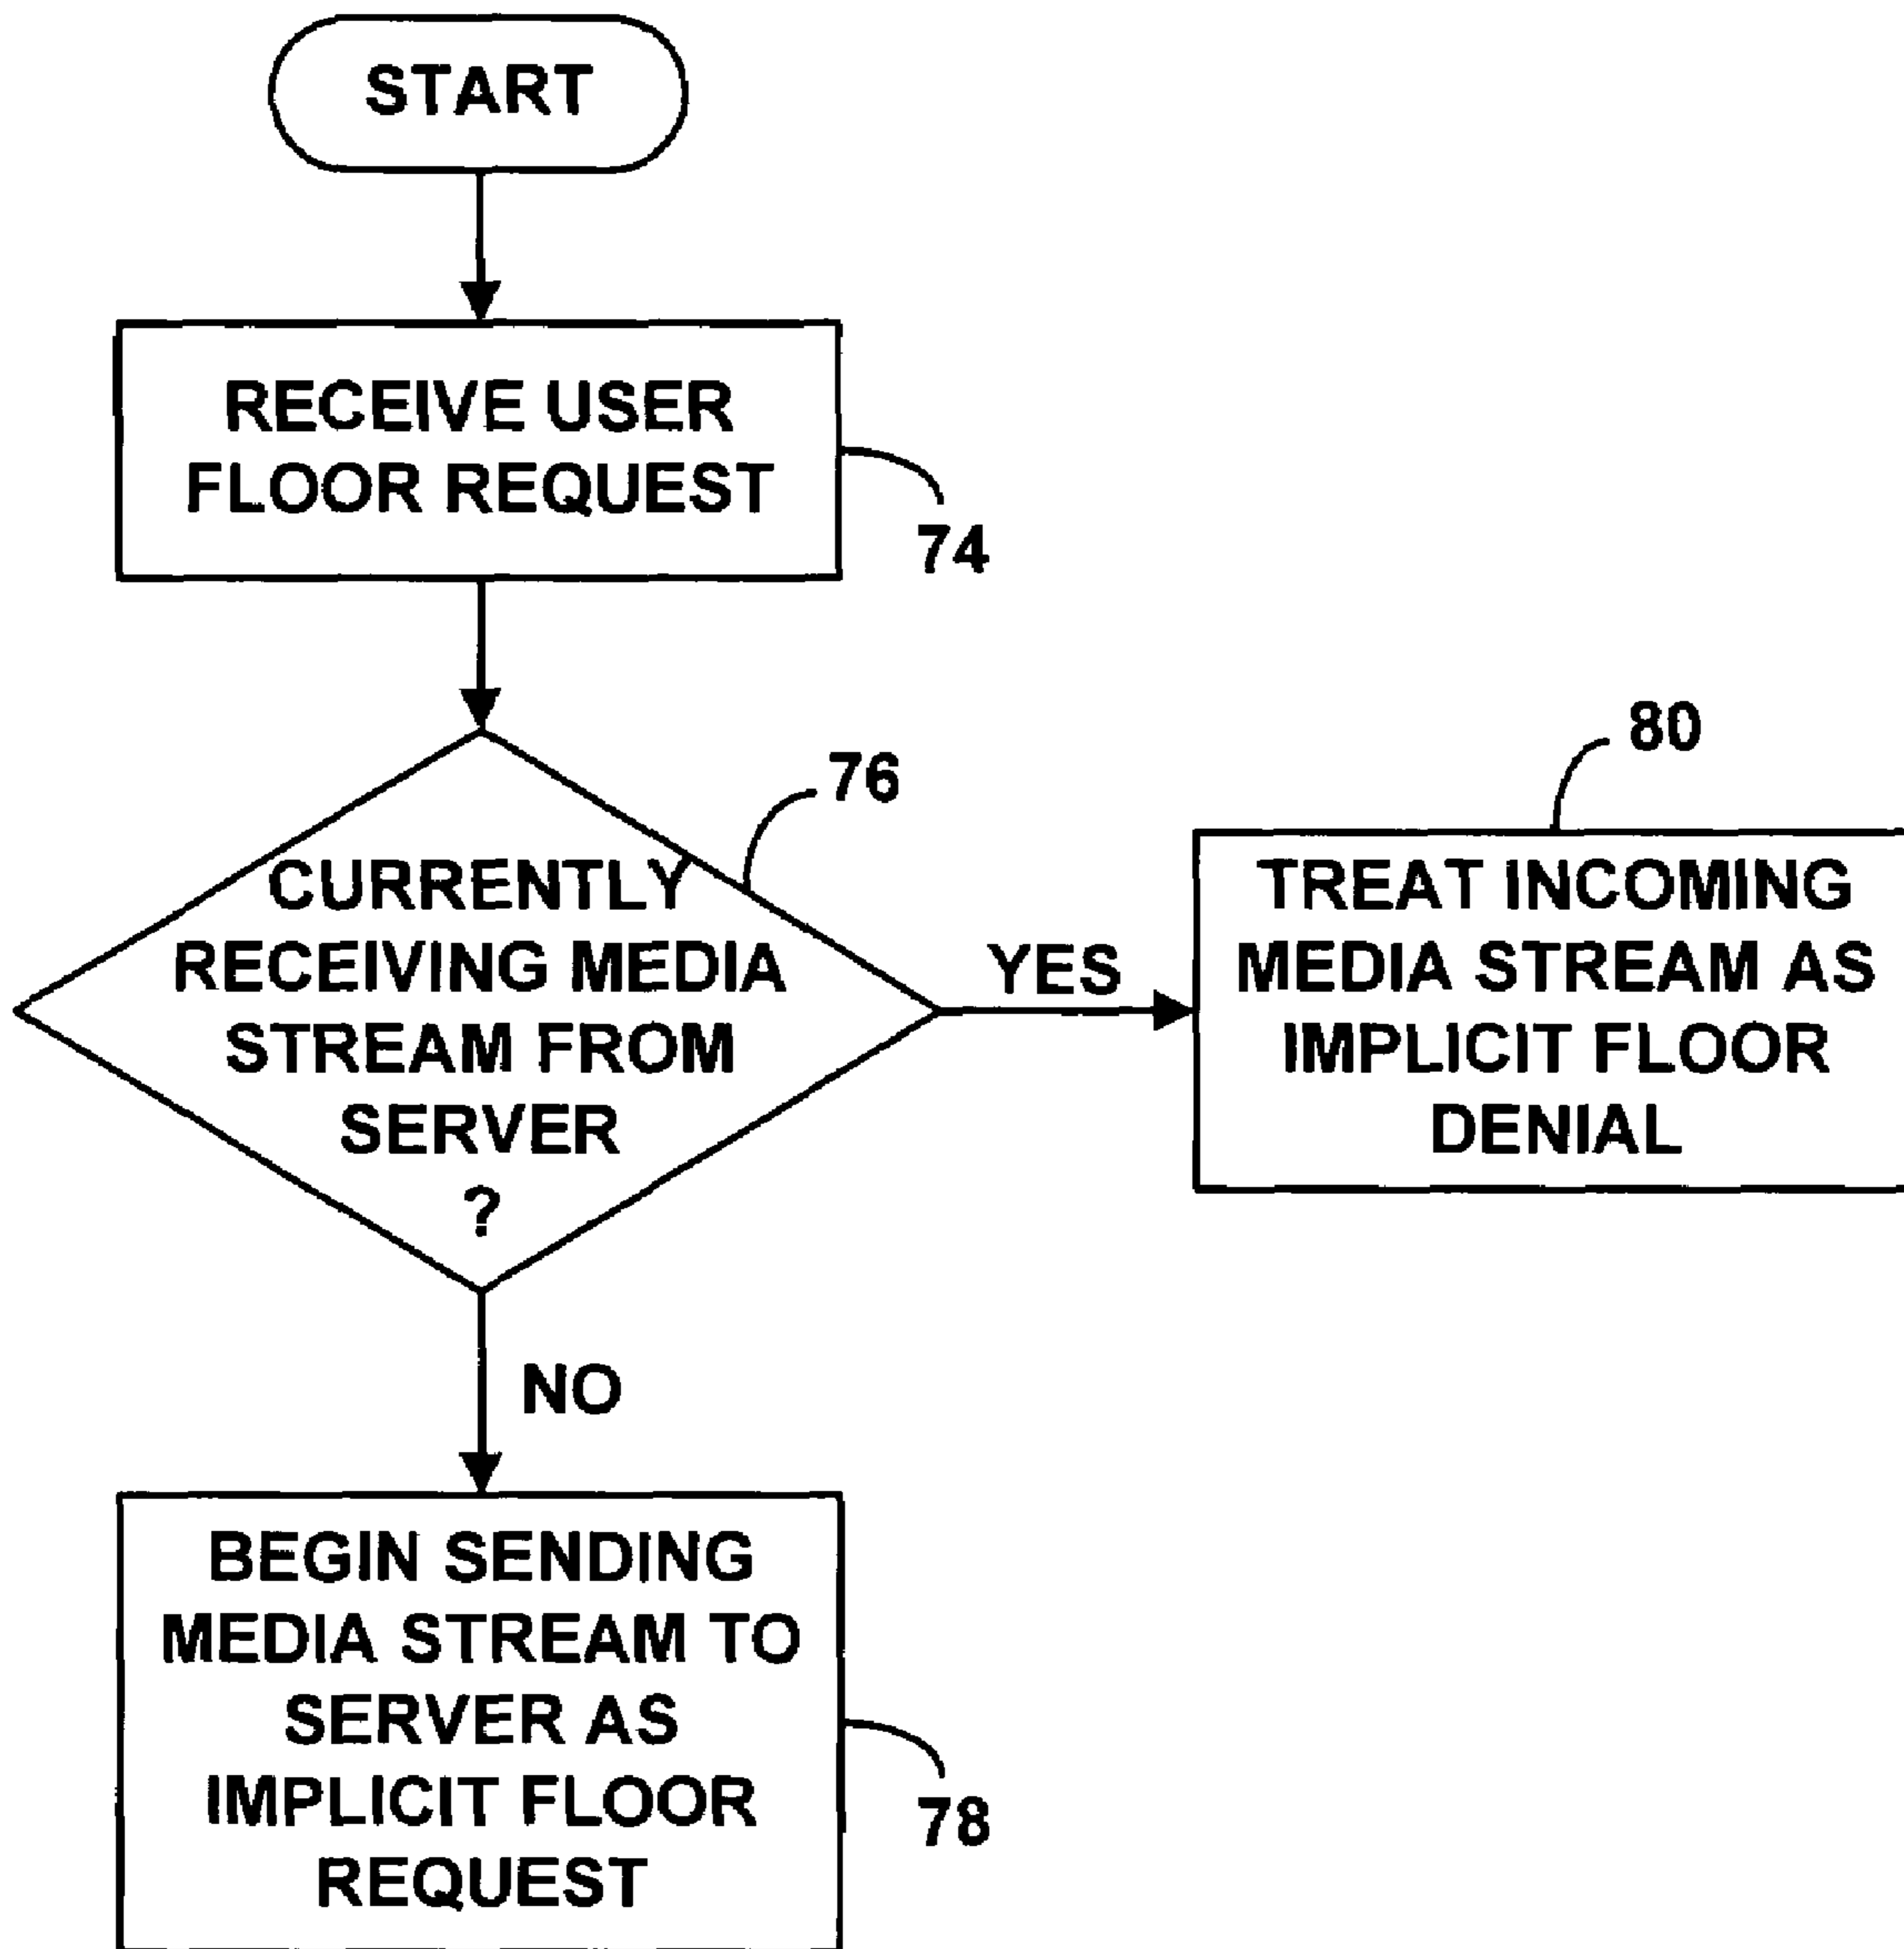 START
RECEIVE USER
FLOOR REQUEST
74
76
CURRENTLY
RECEIVING MEDIA
STREAM FROM
SERVER
?
YES
80
TREAT INCOMING
MEDIA STREAM AS
IMPLICIT FLOOR
DENIAL
NO
BEGIN SENDING
MEDIA STREAM TO
SERVER AS
IMPLICIT FLOOR
REQUEST
78